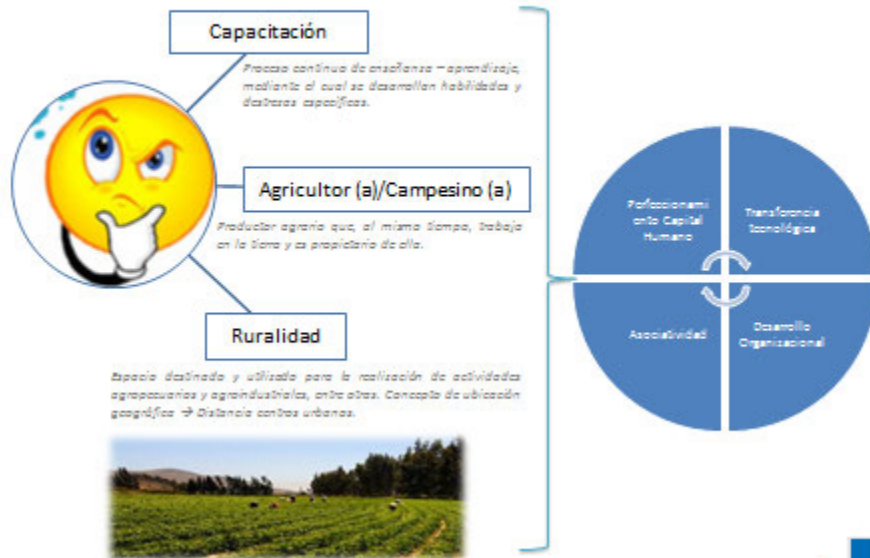 Capacitación
Proceso continuo de enseñanza – aprendizaje,
mediante el cual se desarrollan habilidades y
destrezas específicas.
Agricultor (a)/Campesino (a)
Productor agrario que, al mismo tiempo, trabaja
en la tierra y es propietario de ella.
Ruralidad
Espacio destinado y utilizado para la realización de actividades
agropecuarias y agroindustriales, entre otras. Concepto de ubicación
geográfica → Distancia centros urbanos.
Perfeccionami
ento Capital
Humano
Transferencia
tecnológica
Asociatividad
Desarrollo
Organizacional